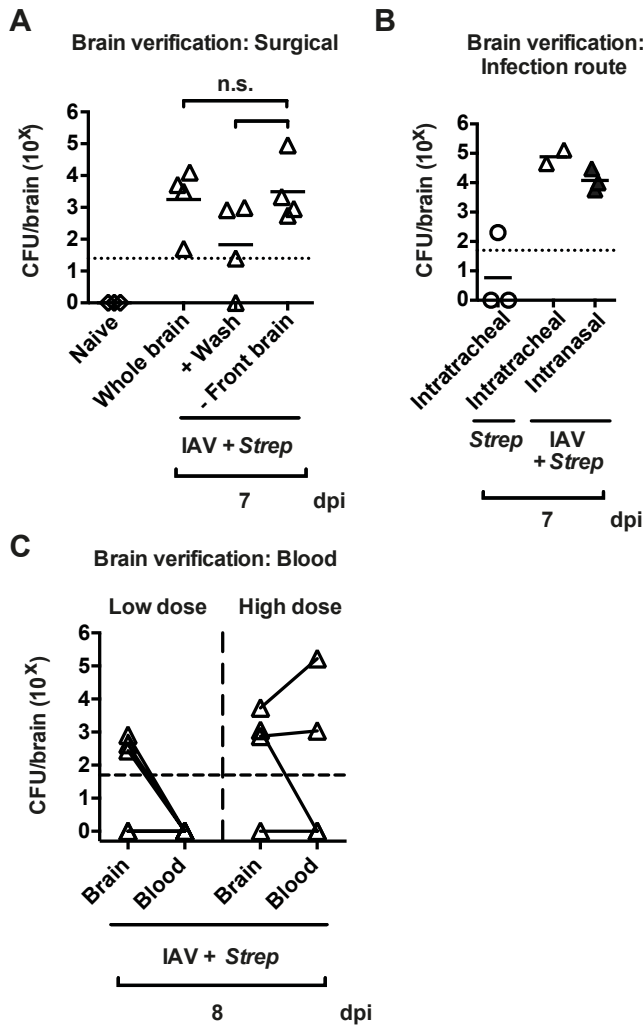 A
Brain verification: Surgical
n.s.
CFU/brain (10^x)
6
5
4
3
2
1
0
Naive
Whole brain
+ Wash
- Front brain
IAV + Strep
7 dpi
B
Brain verification:
Infection route
CFU/brain (10^x)
6
5
4
3
2
1
0
Intratracheal
Intratracheal
Intranasal
Strep
IAV
+ Strep
7 dpi
C
Brain verification: Blood
Low dose High dose
CFU/brain (10^x)
6
5
4
3
2
1
0
Brain
Blood
Brain
Blood
IAV + Strep
8 dpi